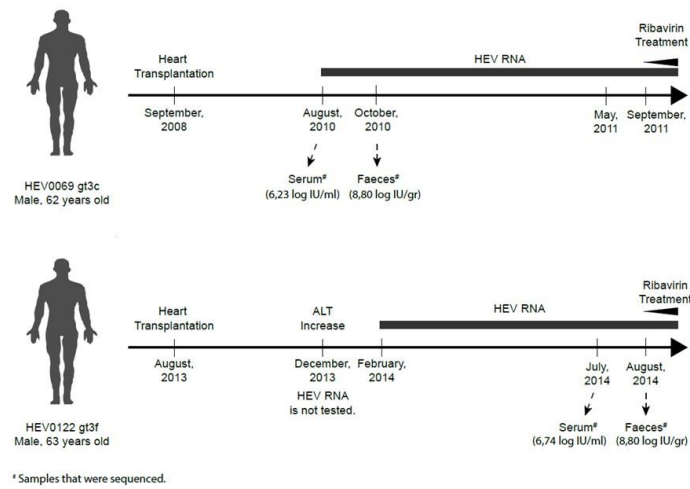 Ribavirin
Treatment
Heart
Transplantation
HEV RNA
September,
2008
August,
2010
October,
2010
May,
2011
September,
2011
Serum#
(6,23 log IU/ml)
Faeces#
(8,80 log IU/gr)
HEV0069 gt3c
Male, 62 years old
Ribavirin
Treatment
Heart
Transplantation
ALT
Increase
HEV RNA
August,
2013
December,
2013
HEV RNA
is not tested.
February,
2014
July,
2014
August,
2014
Serum#
(6,74 log IU/ml)
Faeces#
(8,80 log IU/gr)
HEV0122 gt3f
Male, 63 years old
# Samples that were sequenced.